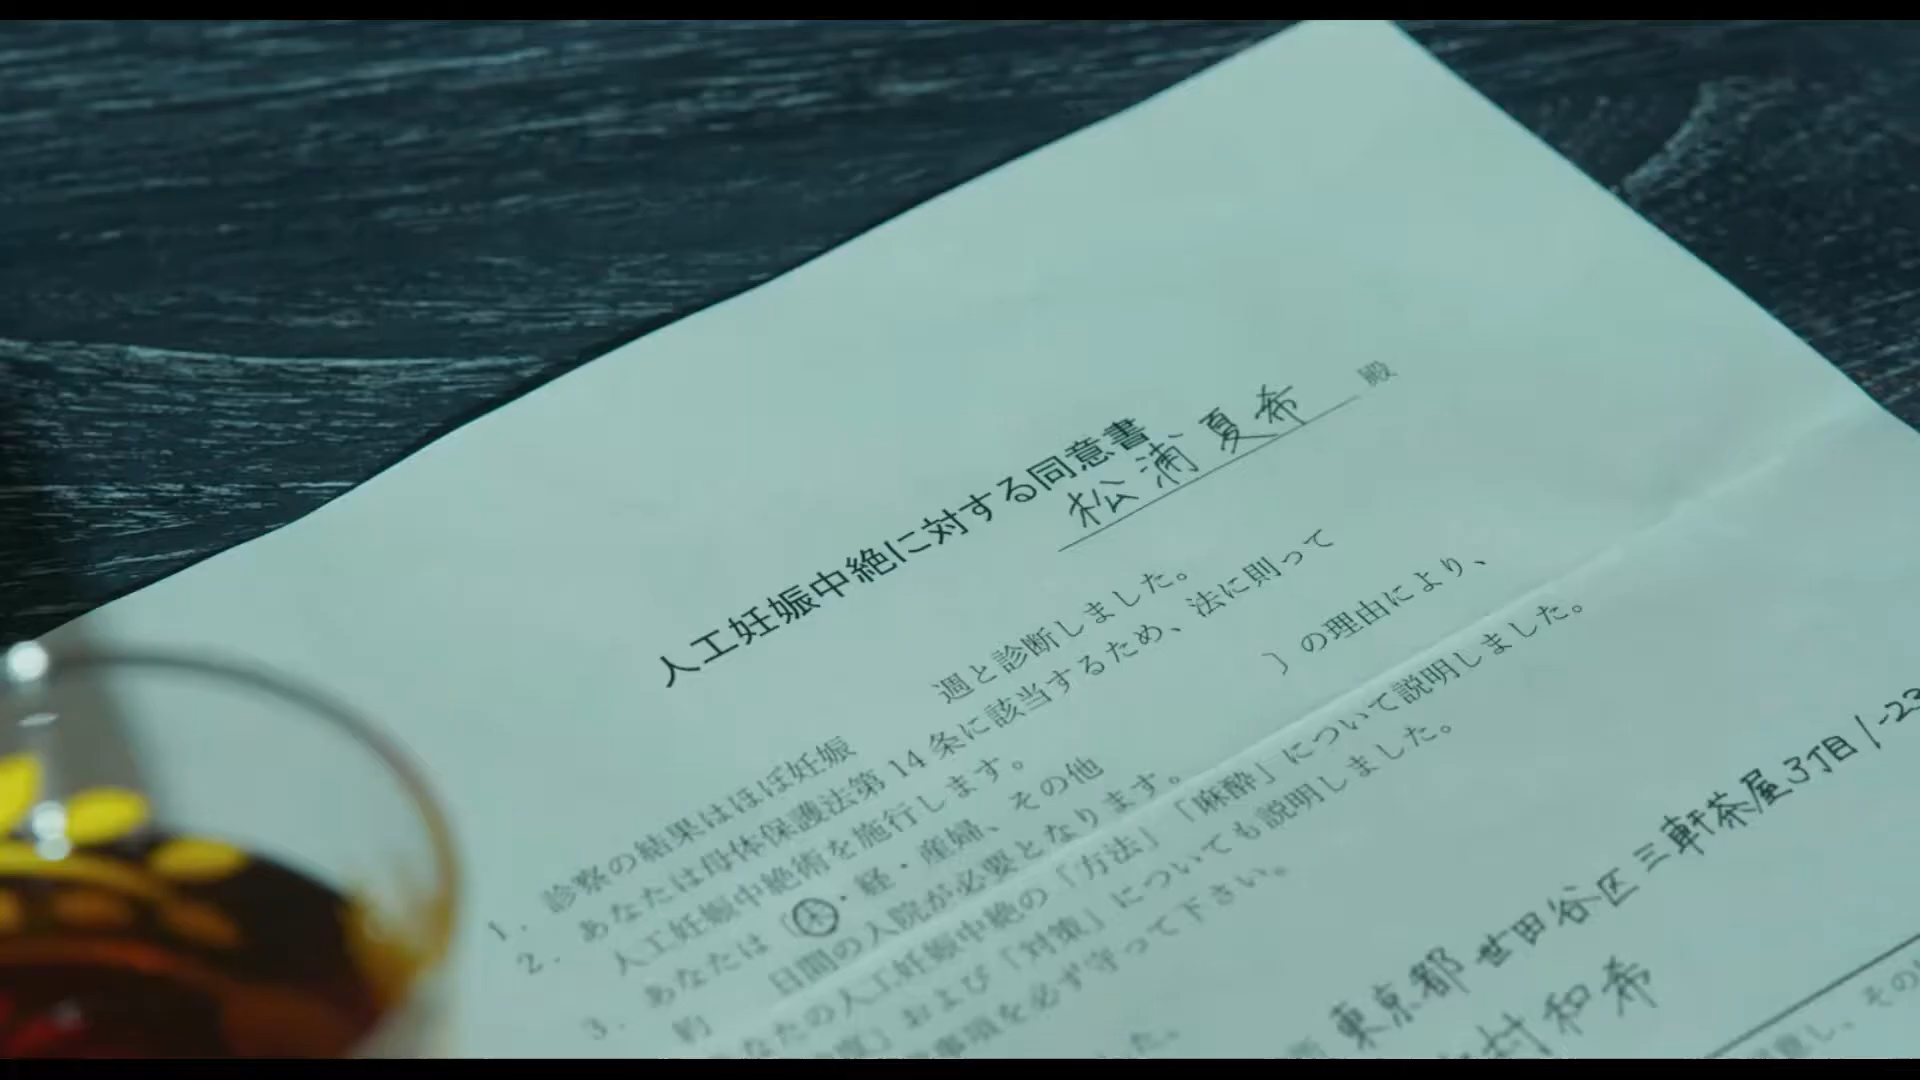 人工妊娠中絶に対する同意書
松浦夏希 殿
1. 診察の結果はほぼ妊娠 週と診断しました。
2. あなたは母体保護法第14条に該当するため、法に則って
人工妊娠中絶術を施行します。
あなたは 経・産婦、その他 )の理由により、
3. 約 日間の入院が必要となります。
あなたの人工妊娠中絶の「方法」「麻酔」について説明しました。
および「対策」についても説明しました。
事項を必ず守って下さい。
した。
東京都世田谷区三軒茶屋3丁目1-23
村和希